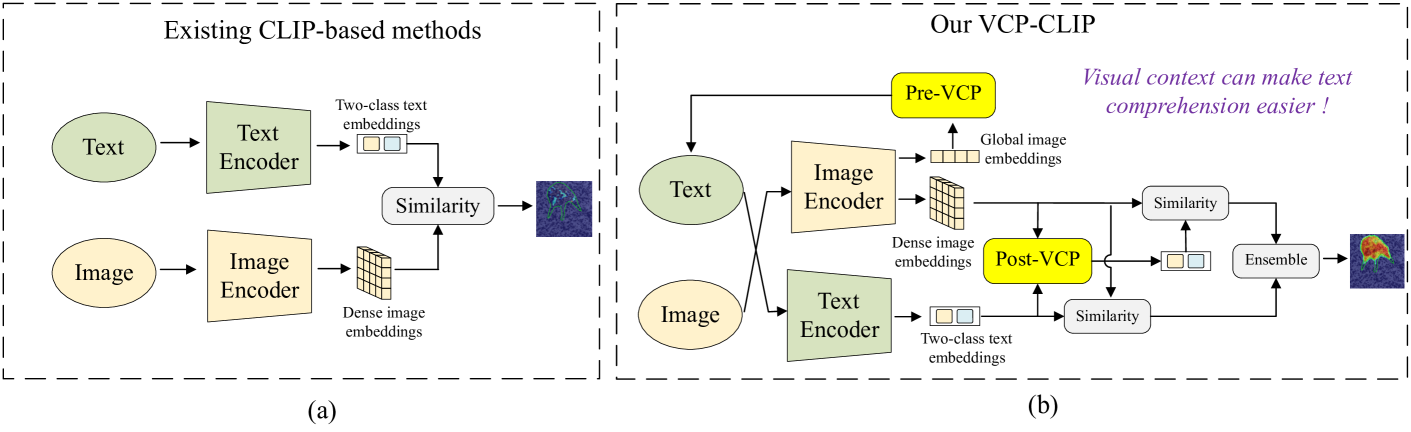 Existing CLIP-based methods
Text
Text
Encoder
Two-class text
embeddings
Similarity
Image
Image
Encoder
Dense image
embeddings
(a)
Our VCP-CLIP
Pre-VCP
Visual context can make text
comprehension easier !
Global image
embeddings
Text
Image
Encoder
Dense image
embeddings
Similarity
Post-VCP
Ensemble
Image
Text
Encoder
Two-class text
embeddings
Similarity
(b)